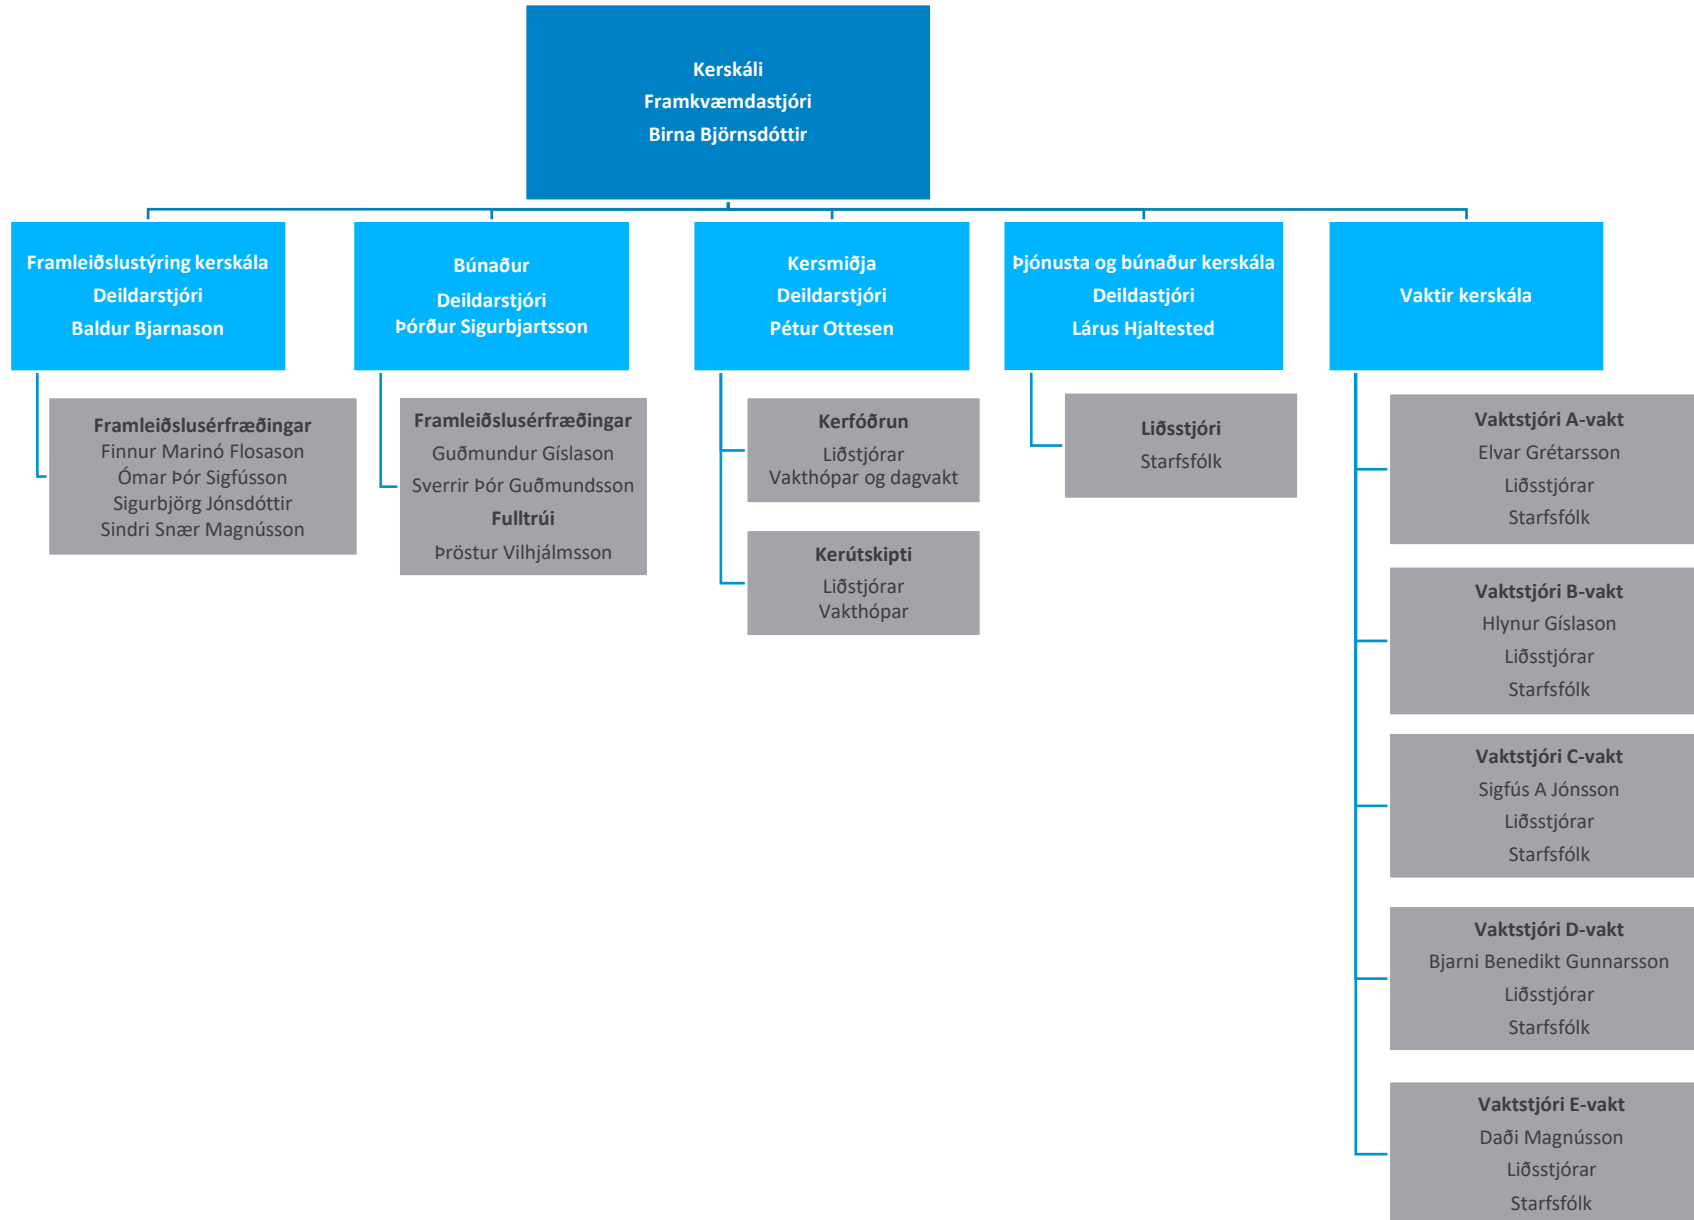 Kerskáli
Framkvæmdastjóri
Birna Björnsdóttir
Framleiðslustýring kerskála
Deildarstjóri
Baldur Bjarnason
Búnaður
Deildarstjóri
Þórður Sigurbjartsson
Kersmiðja
Deildarstjóri
Pétur Ottesen
Þjónusta og búnaður kerskála
Deildastjóri
Lárus Hjaltested
Vaktir kerskála
Framleiðslusérfræðingar
Finnur Marinó Flosason
Ómar Þór Sigfússon
Sigurbjörg Jónsdóttir
Sindri Snær Magnússon
Framleiðslusérfræðingar
Guðmundur Gíslason
Sverrir Þór Guðmundsson
Fulltrúi
Þröstur Vilhjálmsson
Kerfóðrun
Liðstjórar
Vakthópar og dagvakt
Kerútskipti
Liðstjórar
Vakthópar
Liðsstjóri
Starfsfólk
Vaktstjóri A-vakt
Elvar Grétarsson
Liðsstjórar
Starfsfólk
Vaktstjóri B-vakt
Hlynur Gíslason
Liðsstjórar
Starfsfólk
Vaktstjóri C-vakt
Sigfús A Jónsson
Liðsstjórar
Starfsfólk
Vaktstjóri D-vakt
Bjarni Benedikt Gunnarsson
Liðsstjórar
Starfsfólk
Vaktstjóri E-vakt
Daði Magnússon
Liðsstjórar
Starfsfólk